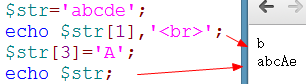 $str='abcde';
echo $str[1],'<br>';
$str[3]='A';
echo $str;
b
abcAe